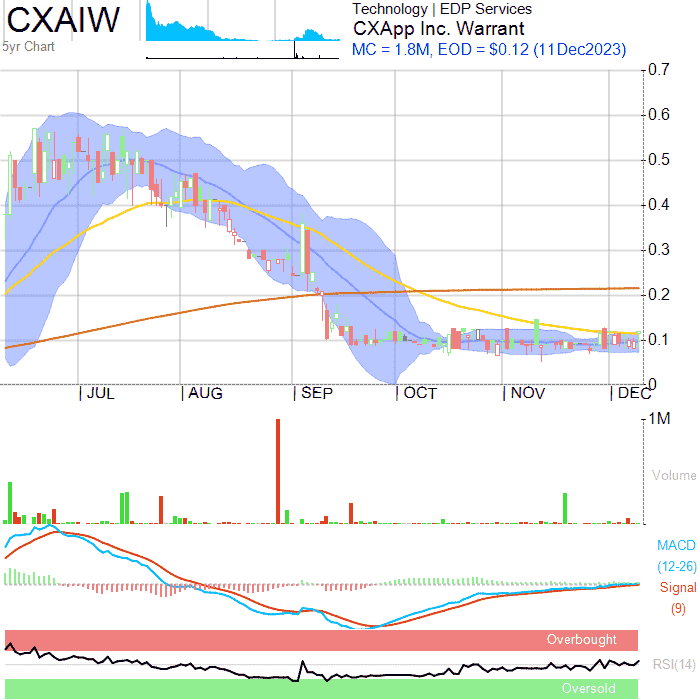 CXAIW
5yr Chart
Technology | EDP Services
CXApp Inc. Warrant
MC = 1.8M, EOD = $0.12 (11Dec2023)
0.7
0.6
0.5
0.4
0.3
0.2
0.1
0
| JUL | AUG | SEP | OCT | NOV | DEC
1M
Volume
MACD
(12-26)
Signal
(9)
Overbought
RSI(14)
Oversold